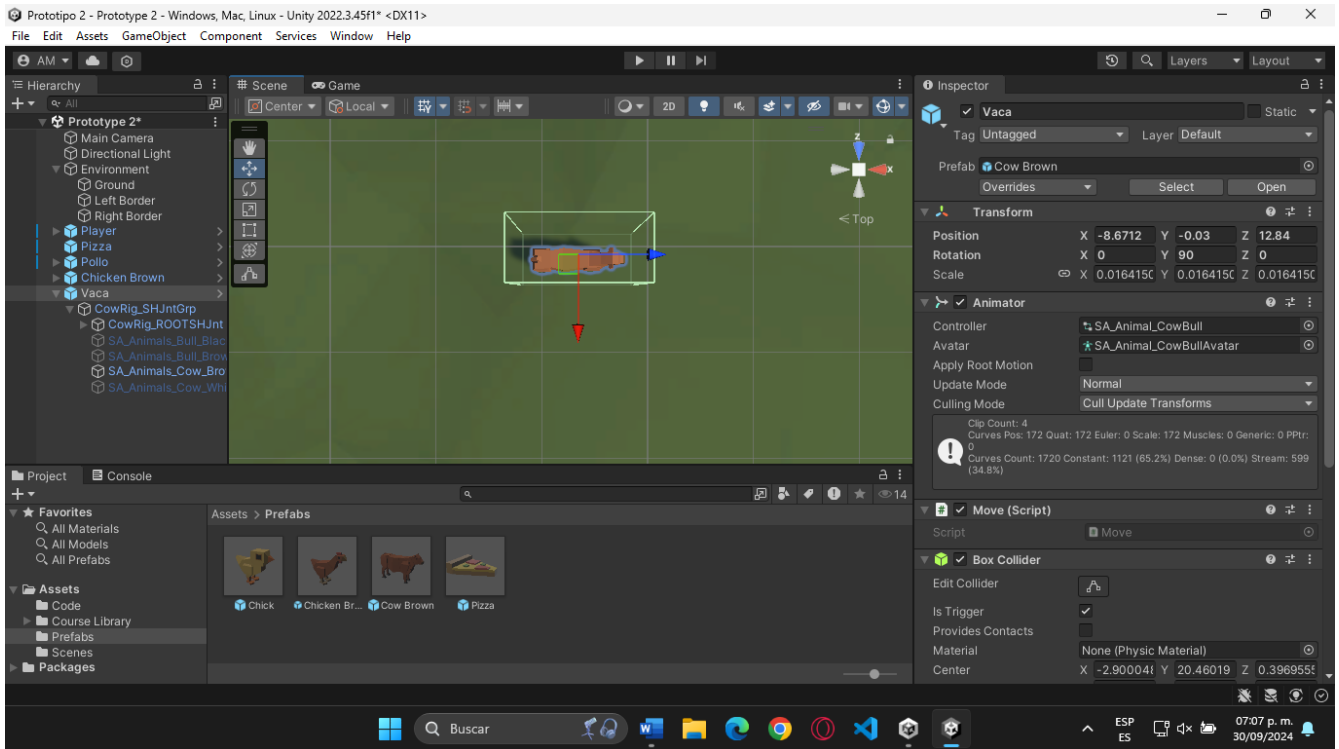 Prototipo 2 - Prototype 2 - Windows, Mac, Linux - Unity 2022.3.45f1* <DX11>
File Edit Assets GameObject Component Services Window Help
AM
Layers
Layout
Hierarchy
All
Prototype 2*
Main Camera
Directional Light
Environment
Ground
Left Border
Right Border
Player
Pizza
Pollo
Chicken Brown
Vaca
CowRig_SHJntGrp
CowRig_ROOTSHJnt
SA_Animals_Bull_Blac
SA_Animals_Bull_Brow
SA_Animals_Cow_Bro
SA_Animals_Cow_Whi
Scene Game
Center Local 2D
z
x
Top
Inspector
Vaca Static
Tag Untagged Layer Default
Prefab Cow Brown
Overrides Select Open
Transform
Position X -8.6712 Y -0.03 Z 12.84
Rotation X 0 Y 90 Z 0
Scale X 0.016415C Y 0.016415C Z 0.016415C
Animator
Controller SA_Animal_CowBull
Avatar SA_Animal_CowBullAvatar
Apply Root Motion
Update Mode Normal
Culling Mode Cull Update Transforms
Clip Count: 4
Curves Pos: 172 Quat: 172 Euler: 0 Scale: 172 Muscles: 0 Generic: 0 PPtr:
0
Curves Count: 1720 Constant: 1121 (65.2%) Dense: 0 (0.0%) Stream: 599
(34.8%)
Move (Script)
Script Move
Box Collider
Edit Collider
Is Trigger
Provides Contacts
Material None (Physic Material)
Center X -2.900048 Y 20.46019 Z 0.3969555
Project Console
14
Favorites
All Materials
All Models
All Prefabs
Assets
Code
Course Library
Prefabs
Scenes
Packages
Assets > Prefabs
Chick
Chicken Br...
Cow Brown
Pizza
Buscar
ESP
ES
07:07 p. m.
30/09/2024